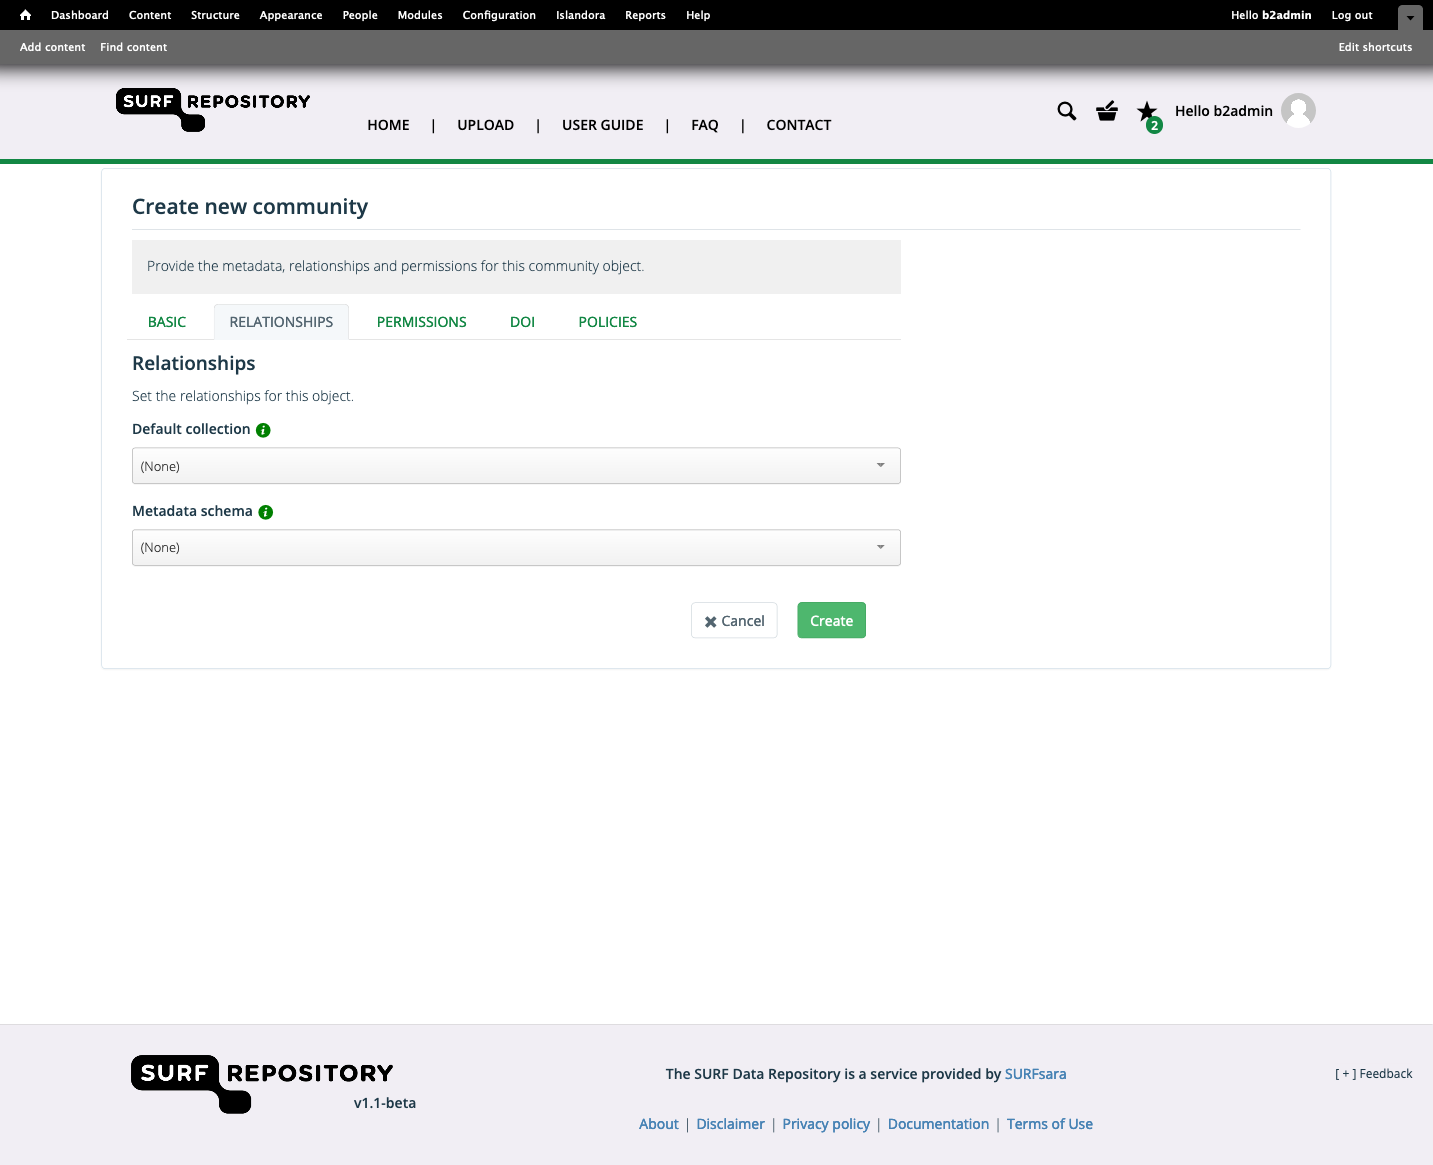 Dashboard Content Structure Appearance People Modules Configuration Islandora Reports Help Hello b2admin Log out
Add content Find content Edit shortcuts
SURF REPOSITORY
HOME | UPLOAD | USER GUIDE | FAQ | CONTACT
2
Hello b2admin
Create new community
Provide the metadata, relationships and permissions for this community object.
BASIC RELATIONSHIPS PERMISSIONS DOI POLICIES
Relationships
Set the relationships for this object.
Default collection i
(None)
Metadata schema i
(None)
Cancel Create
SURF REPOSITORY
v1.1-beta
The SURF Data Repository is a service provided by SURFsara
[ + ] Feedback
About | Disclaimer | Privacy policy | Documentation | Terms of Use